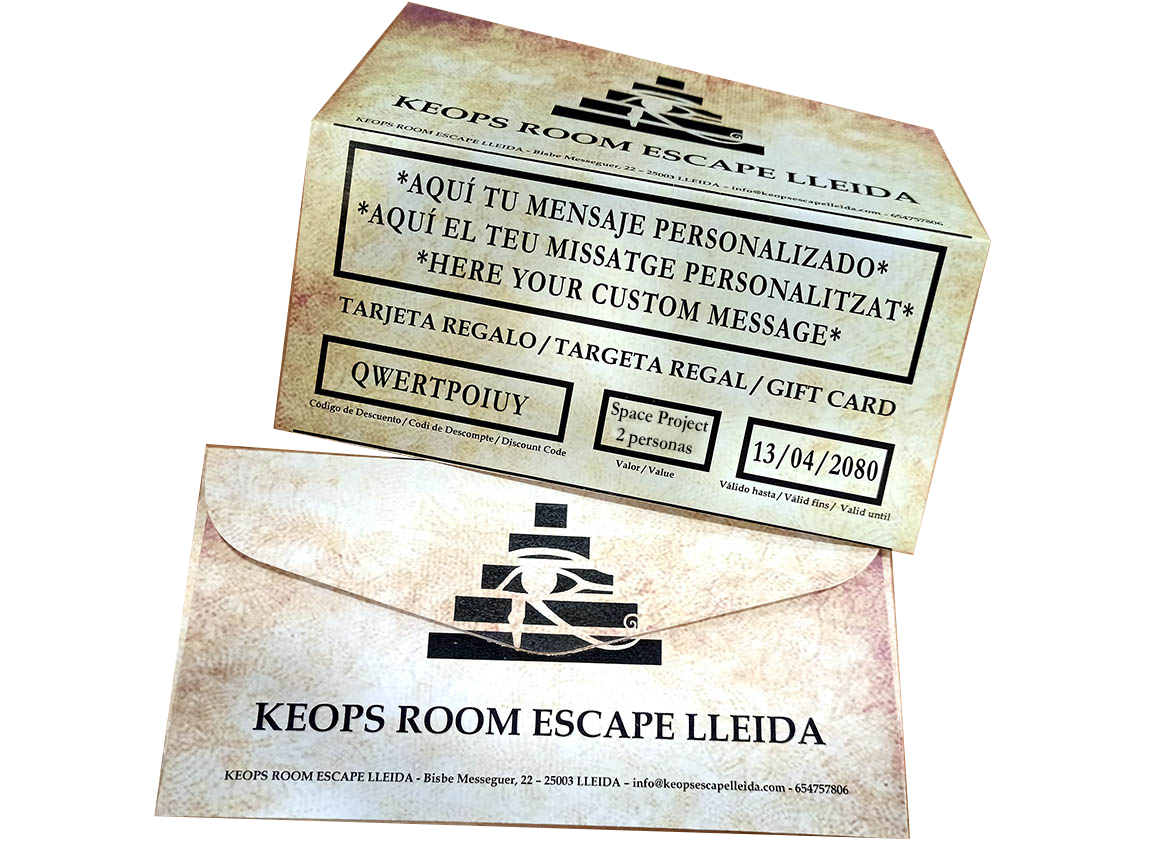 KEOPS ROOM ESCAPE LLEIDA
KEOPS ROOM ESCAPE LLEIDA - Bisbe Messeguer, 22 – 25003 LLEIDA – info@keopsescapelleida.com - 654757806
*AQUÍ TU MENSAJE PERSONALIZADO*
*AQUÍ EL TEU MISSATGE PERSONALITZAT*
*HERE YOUR CUSTOM MESSAGE*
TARJETA REGALO / TARGETA REGAL / GIFT CARD
QWERTPOIUY
Código de Descuento / Codi de Descompte / Discount Code
Space Project
2 personas
Valor / Value
13/04/2080
Válido hasta / Vàlid fins / Valid until
KEOPS ROOM ESCAPE LLEIDA
KEOPS ROOM ESCAPE LLEIDA - Bisbe Messeguer, 22 – 25003 LLEIDA – info@keopsescapelleida.com - 654757806